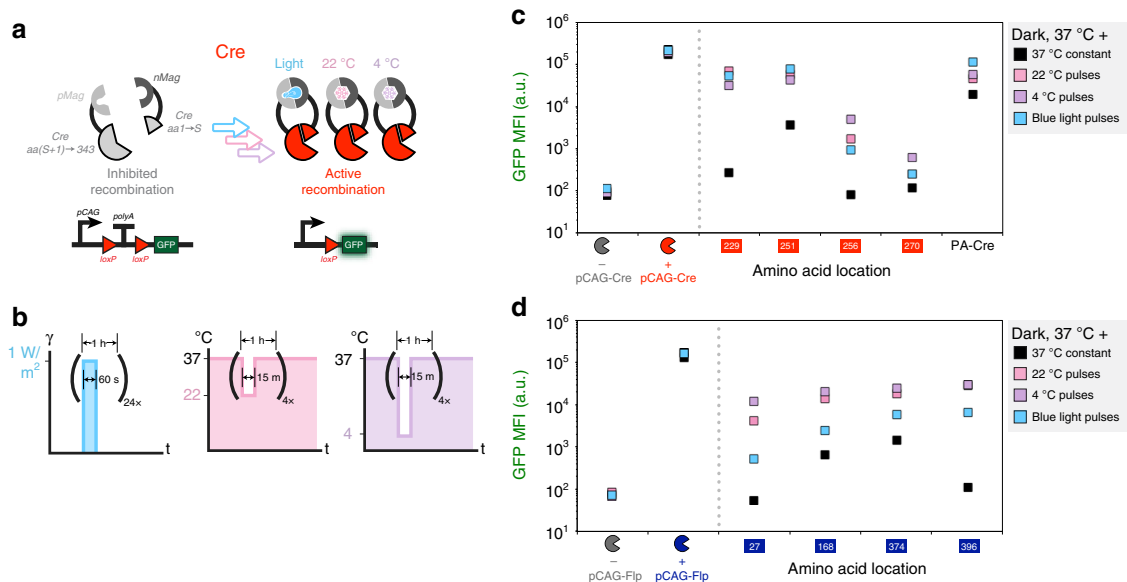 a
Cre
Light
22 °C
4 °C
nMag
pMag
Cre
aa1→S
Cre
aa(S+1)→343
Inhibited
recombination
Active
recombination
pCAG
polyA
loxP
loxP
GFP
loxP
GFP
b
γ
1 h
1 W/
m2
60 s
24×
t
°C
37
22
1 h
15 m
4×
t
°C
37
4
1 h
15 m
4×
t
c
GFP MFI (a.u.)
10^6
10^5
10^4
10^3
10^2
10^1
−
pCAG-Cre
+
pCAG-Cre
229
251
256
270
PA-Cre
Amino acid location
Dark, 37 °C +
37 °C constant
22 °C pulses
4 °C pulses
Blue light pulses
d
GFP MFI (a.u.)
10^6
10^5
10^4
10^3
10^2
10^1
−
pCAG-Flp
+
pCAG-Flp
27
168
374
396
Amino acid location
Dark, 37 °C +
37 °C constant
22 °C pulses
4 °C pulses
Blue light pulses